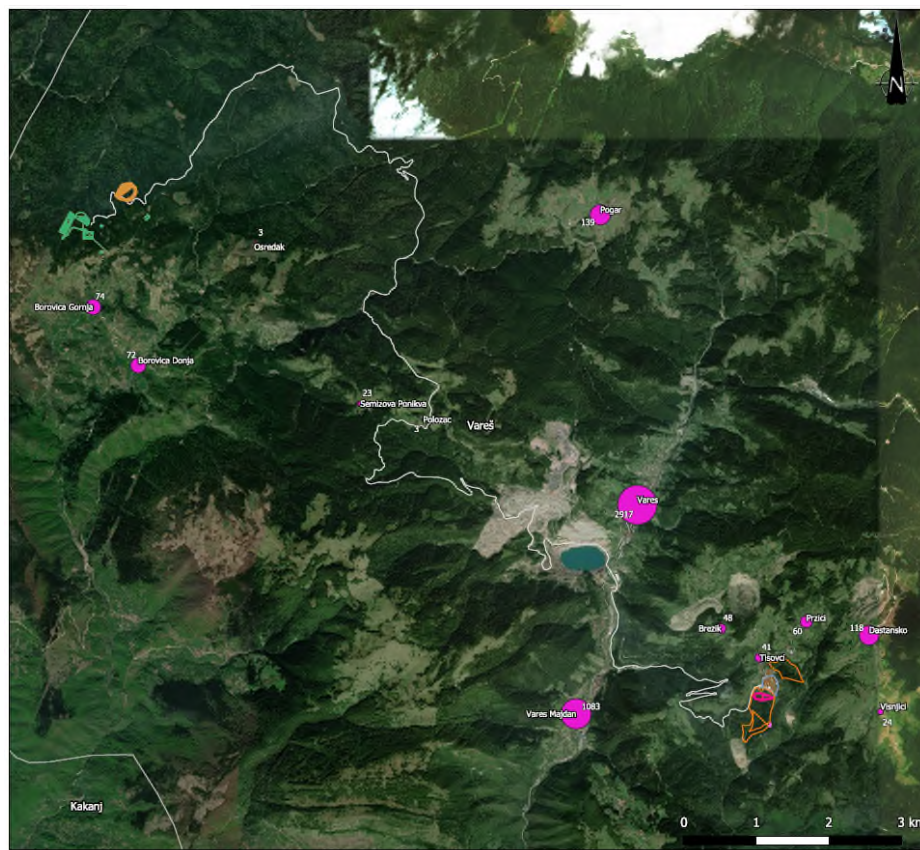 N
Pogar
139
3
Osredak
74
Borovica Gornja
72
Borovica Donja
23
Semizova Ponikva
Polozac
3
Vareš
Vares
2917
48
Brezik
Przici
60
118
Dastansko
41
Tisovci
Visnjici
24
1083
Vares Majdan
Kakanj
0 1 2 3 km